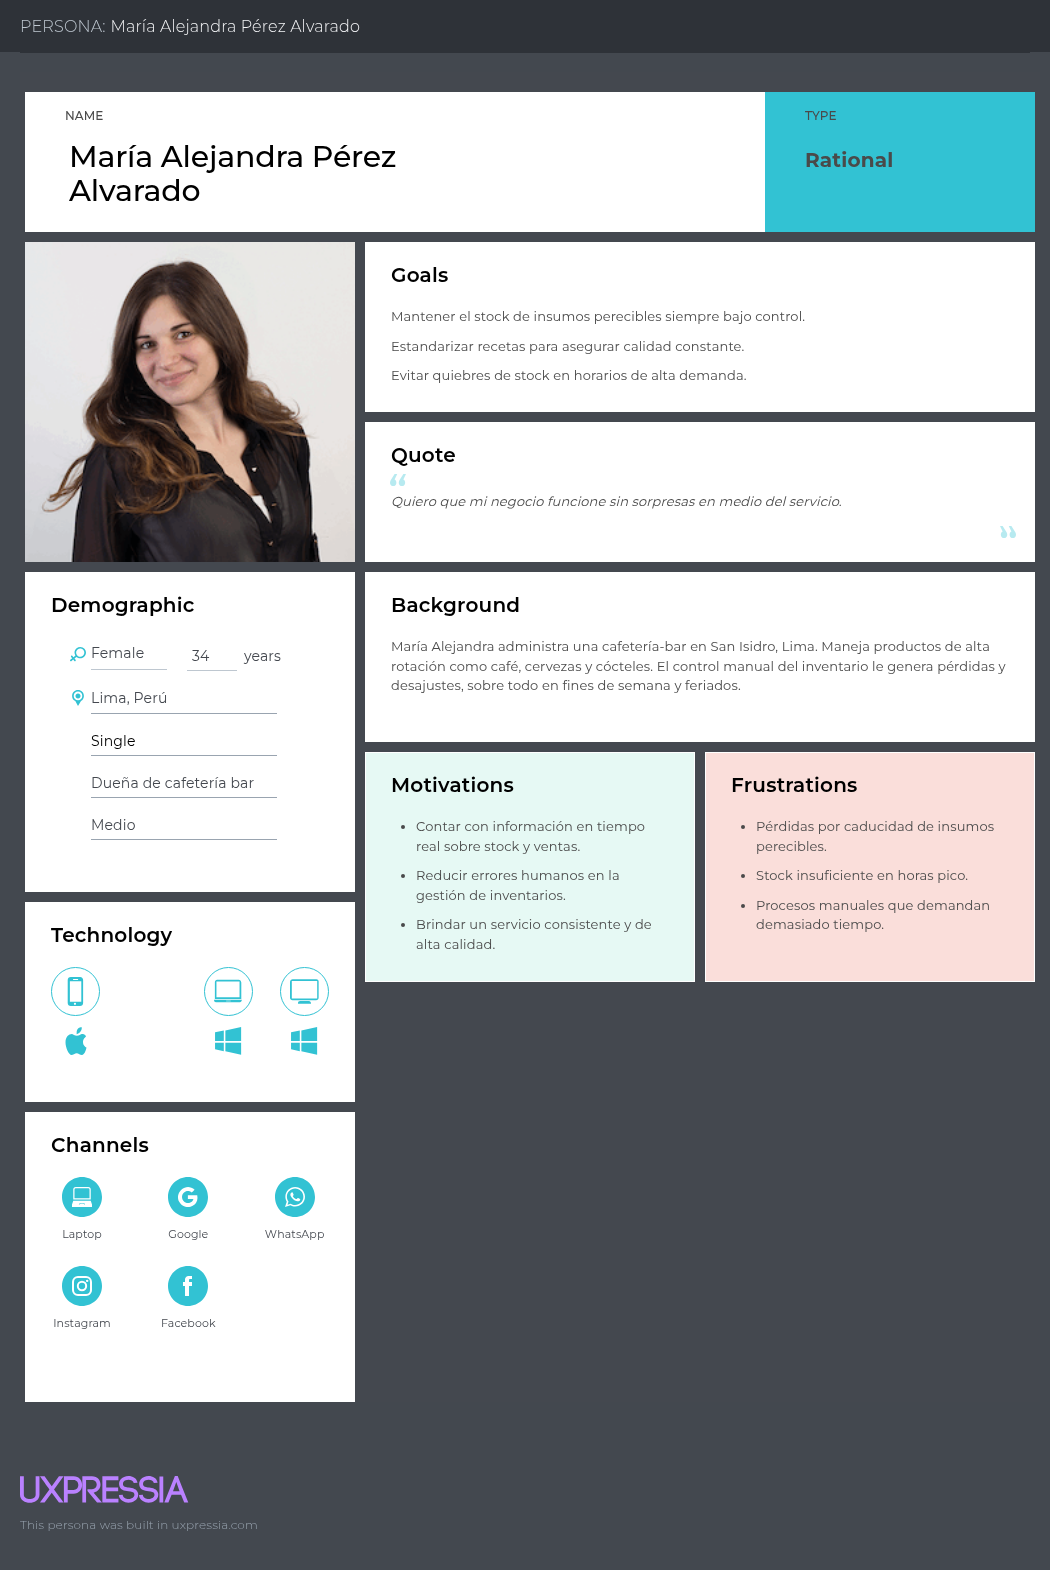 PERSONA: María Alejandra Pérez Alvarado
NAME
María Alejandra Pérez
Alvarado
TYPE
Rational
Goals
Mantener el stock de insumos perecibles siempre bajo control.
Estandarizar recetas para asegurar calidad constante.
Evitar quiebres de stock en horarios de alta demanda.
Quote
“
Quiero que mi negocio funcione sin sorpresas en medio del servicio.
”
Demographic
Female 34 years
Lima, Perú
Single
Dueña de cafetería bar
Medio
Background
María Alejandra administra una cafetería-bar en San Isidro, Lima. Maneja productos de alta
rotación como café, cervezas y cócteles. El control manual del inventario le genera pérdidas y
desajustes, sobre todo en fines de semana y feriados.
Motivations
• Contar con información en tiempo
real sobre stock y ventas.
• Reducir errores humanos en la
gestión de inventarios.
• Brindar un servicio consistente y de
alta calidad.
Frustrations
• Pérdidas por caducidad de insumos
perecibles.
• Stock insuficiente en horas pico.
• Procesos manuales que demandan
demasiado tiempo.
Technology
Channels
Laptop Google WhatsApp
Instagram Facebook
UXPRESSIA
This persona was built in uxpressia.com